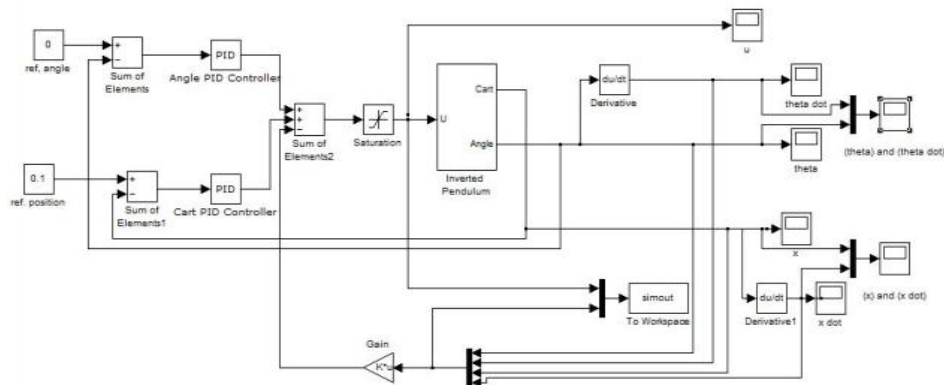 0
ref. angle
+
−
Sum of
Elements
PID
Angle PID Controller
+
+
−
Sum of
Elements2
Saturation
U
Cart
Angle
Inverted
Pendulum
u
du/dt
Derivative
theta dot
theta
(theta) and (theta dot)
0.1
ref. position
+
−
Sum of
Elements1
PID
Cart PID Controller
x
(x) and (x dot)
du/dt
Derivative1
x dot
simout
To Workspace
Gain
K*u